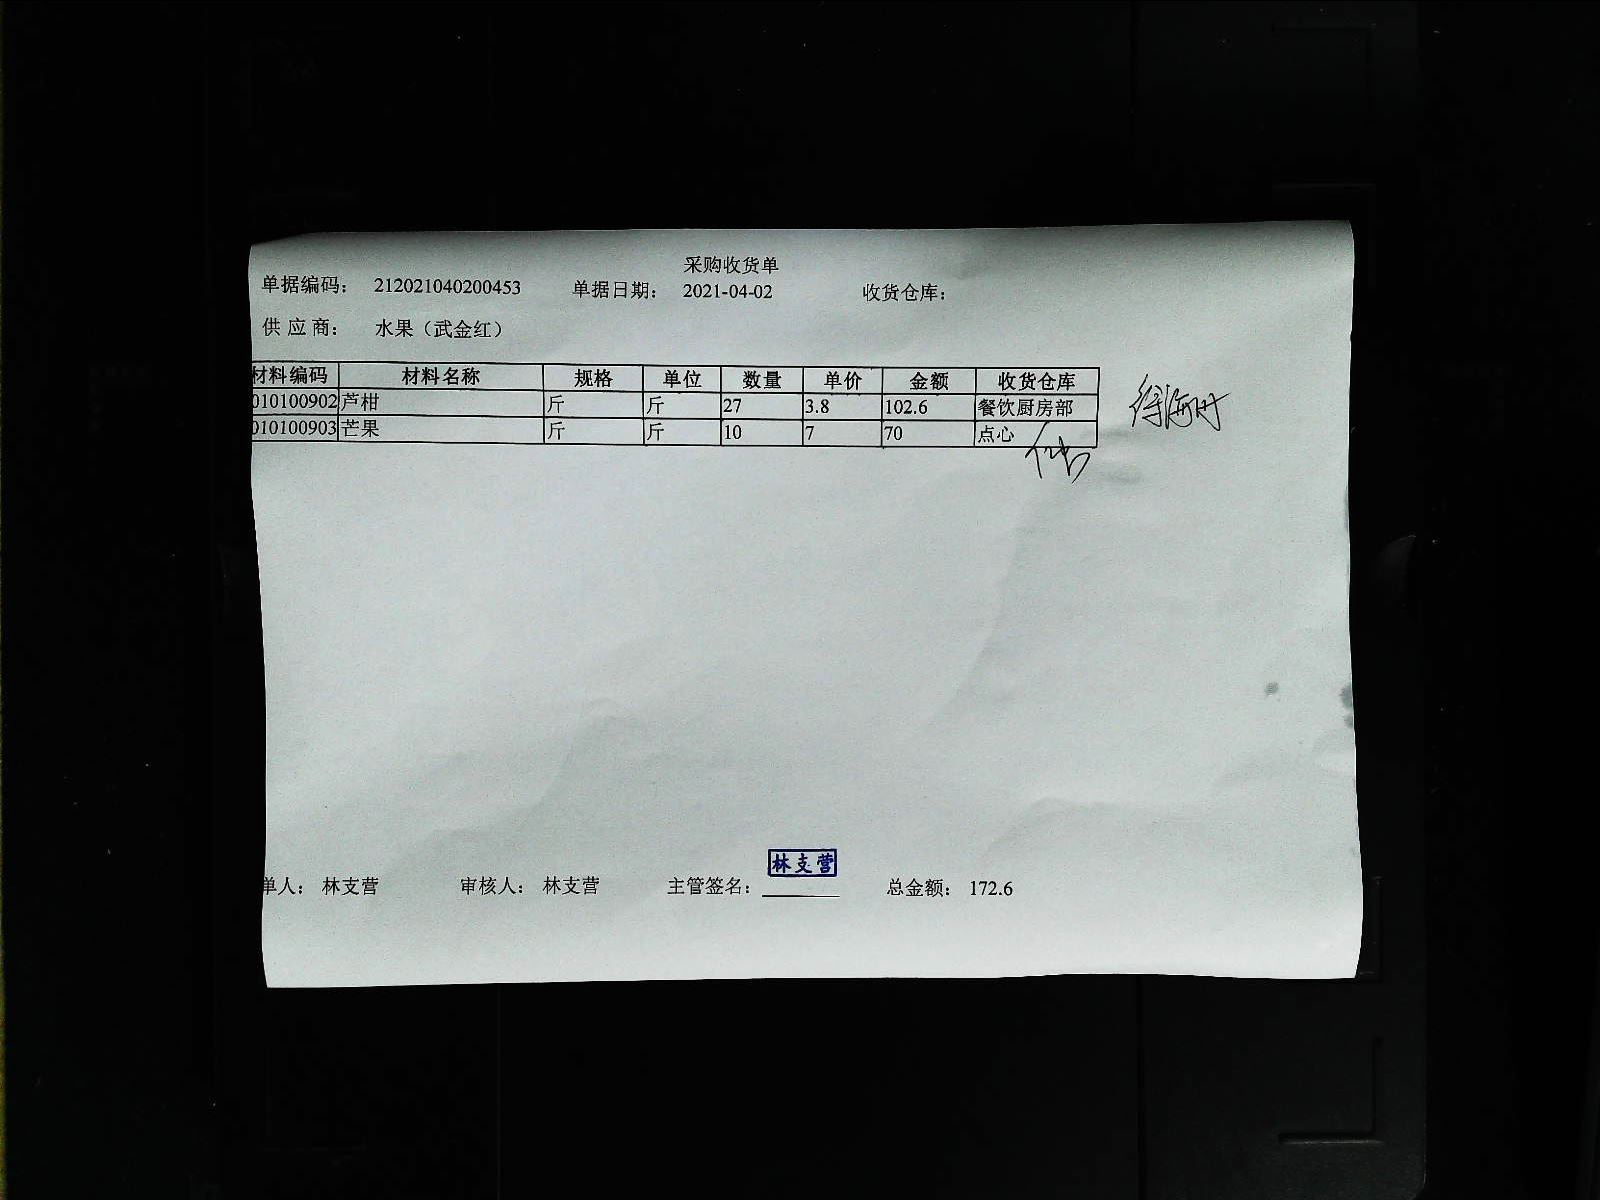 采购收货单
单据编码： 212021040200453 单据日期： 2021-04-02 收货仓库：
供 应 商： 水果（武金红）
材料编码 材料名称 规格 单位 数量 单价 金额 收货仓库
010100902 芦柑 斤 斤 27 3.8 102.6 餐饮厨房部
010100903 芒果 斤 斤 10 7 70 点心
林支营
单人： 林支营 审核人： 林支营 主管签名： 总金额： 172.6